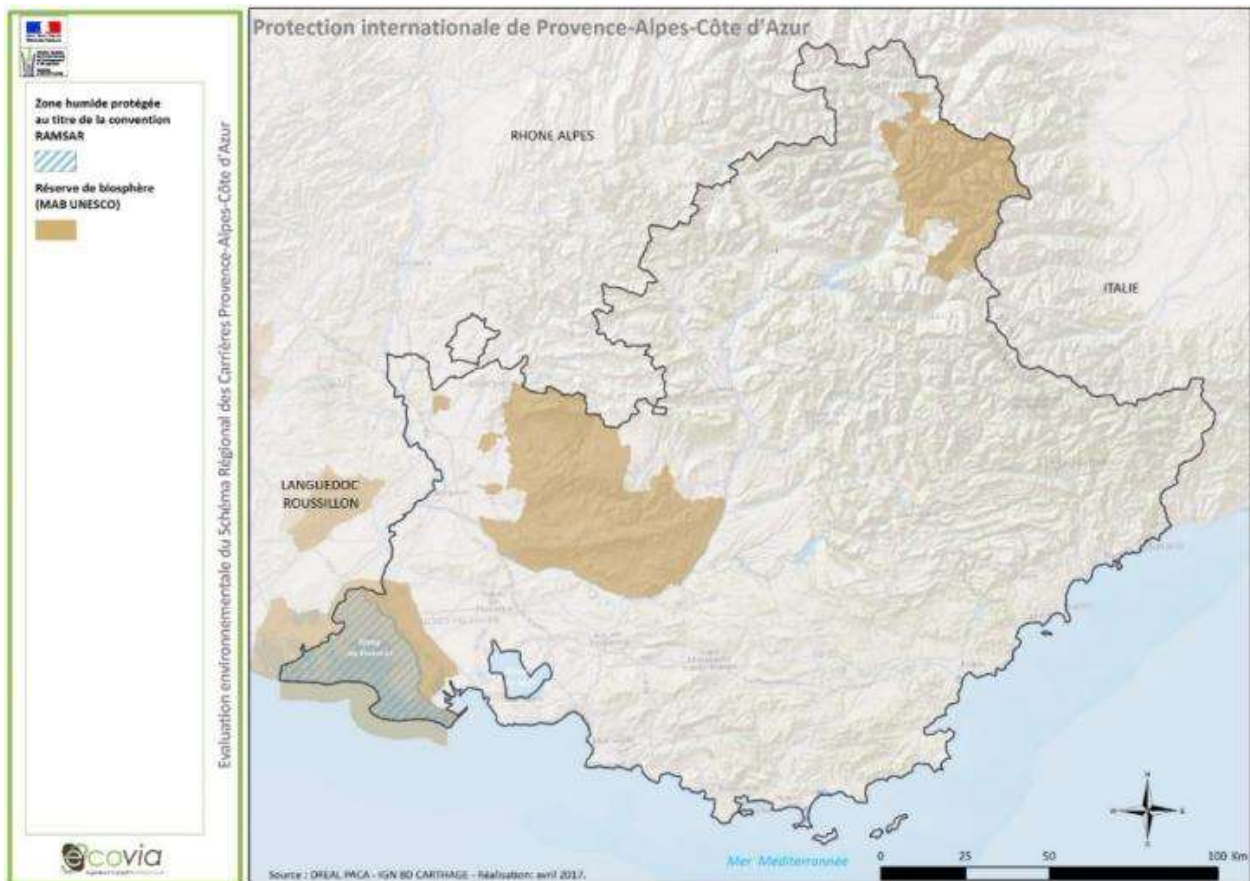 Protection internationale de Provence-Alpes-Côte d'Azur
Zone humide protégée
au titre de la convention
RAMSAR
Réserve de biosphère
(MAB UNESCO)
Evaluation environnementale du Schéma Régional des Carrières Provence-Alpes-Côte d'Azur
ecovia
RHONE ALPES
ITALIE
LANGUEDOC
ROUSSILLON
Mer Mediterrannée
0 25 50 100 Km
Source : DREAL PACA - IGN BD CARTHAGE - Réalisation: avril 2017.